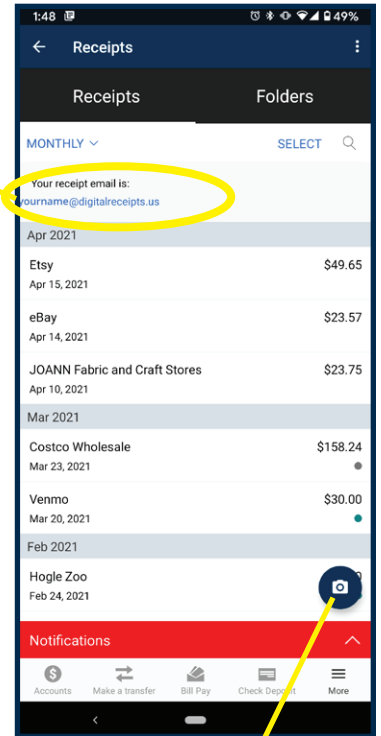 1:48 49%
Receipts
Receipts Folders
MONTHLY SELECT
Your receipt email is:
yourname@digitalreceipts.us
Apr 2021
Etsy $49.65
Apr 15, 2021
eBay $23.57
Apr 14, 2021
JOANN Fabric and Craft Stores $23.75
Apr 10, 2021
Mar 2021
Costco Wholesale $158.24
Mar 23, 2021
Venmo $30.00
Mar 20, 2021
Feb 2021
Hogle Zoo
Feb 24, 2021
Notifications
Accounts Make a transfer Bill Pay Check Deposit More